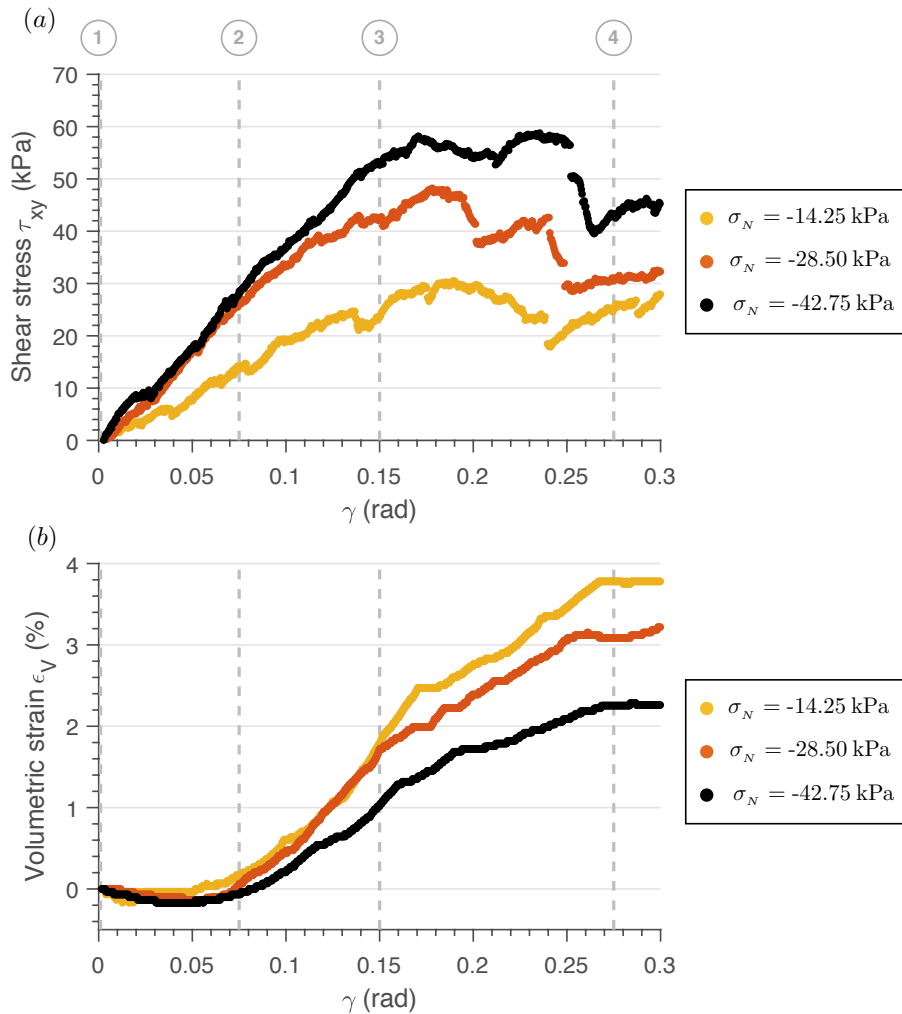 (a)
1 2 3 4
70
60
50
40
30
20
10
0
Shear stress τxy (kPa)
0 0.05 0.1 0.15 0.2 0.25 0.3
γ (rad)
σN = -14.25 kPa
σN = -28.50 kPa
σN = -42.75 kPa
(b)
4
3
2
1
0
Volumetric strain ϵV (%)
0 0.05 0.1 0.15 0.2 0.25 0.3
γ (rad)
σN = -14.25 kPa
σN = -28.50 kPa
σN = -42.75 kPa